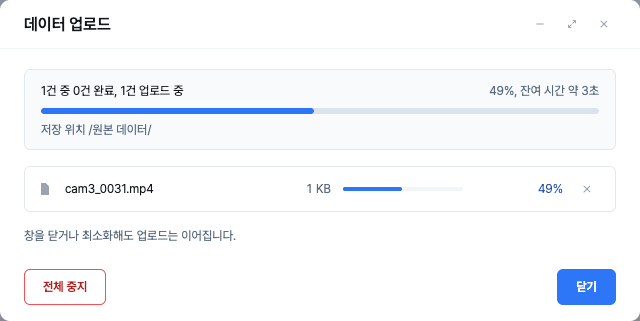 데이터 업로드
1건 중 0건 완료, 1건 업로드 중
49%, 잔여 시간 약 3초
저장 위치 /원본 데이터/
cam3_0031.mp4 1 KB 49%
창을 닫거나 최소화해도 업로드는 이어집니다.
전체 중지
닫기